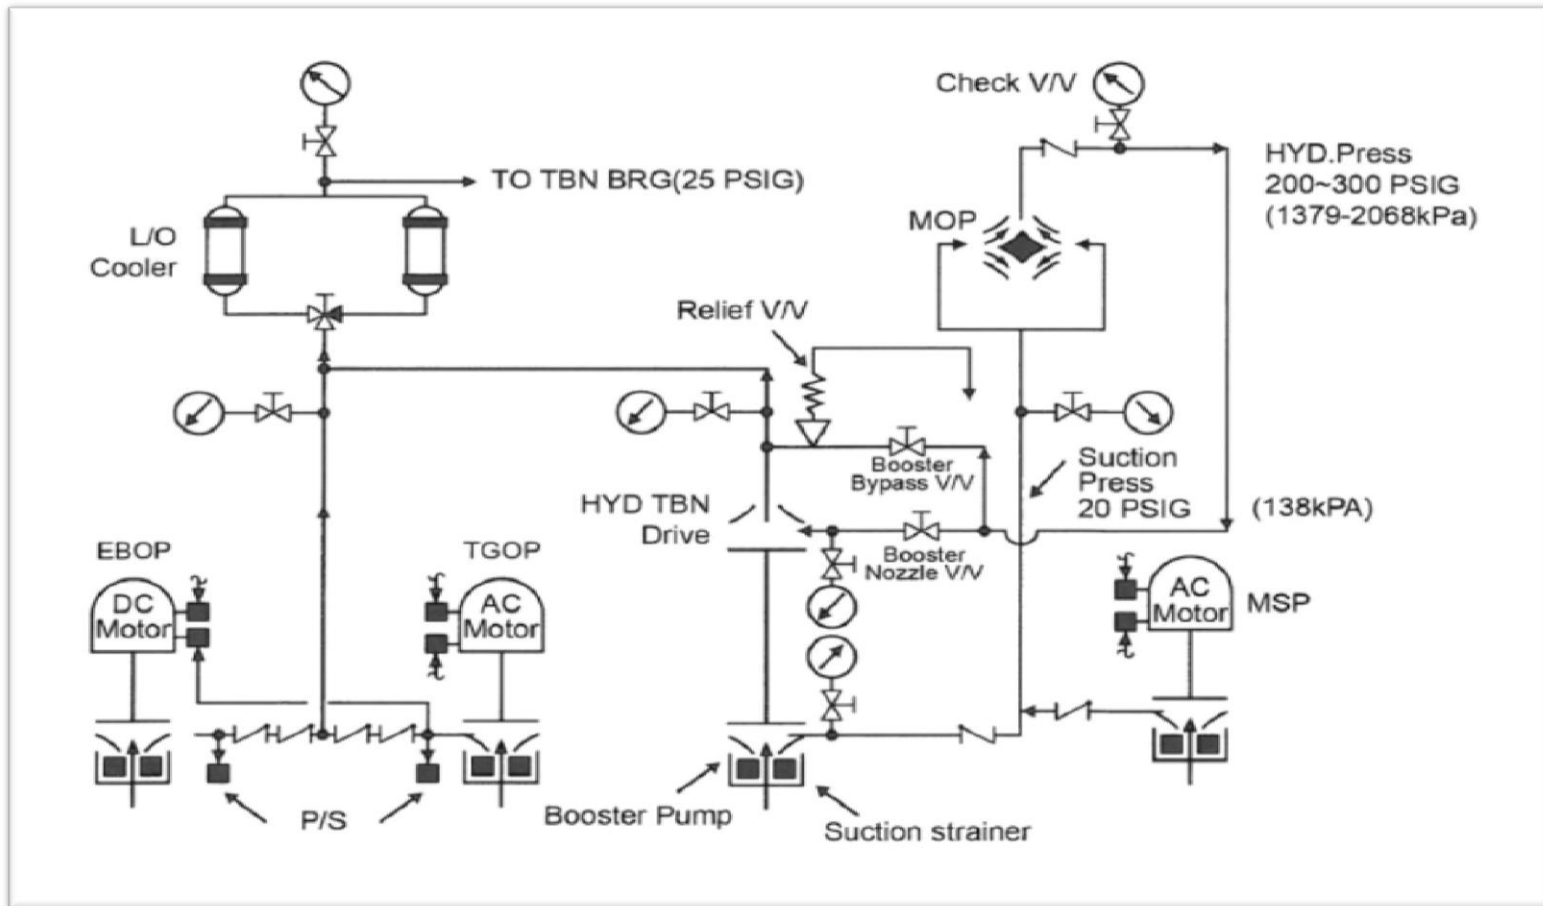 Check V/V
HYD.Press
200~300 PSIG
(1379-2068kPa)
TO TBN BRG(25 PSIG)
MOP
L/O
Cooler
Relief V/V
Booster
Bypass V/V
Suction
Press
20 PSIG
(138kPA)
HYD TBN
Drive
Booster
Nozzle V/V
EBOP
DC
Motor
TGOP
AC
Motor
AC
Motor
MSP
P/S
Booster Pump
Suction strainer